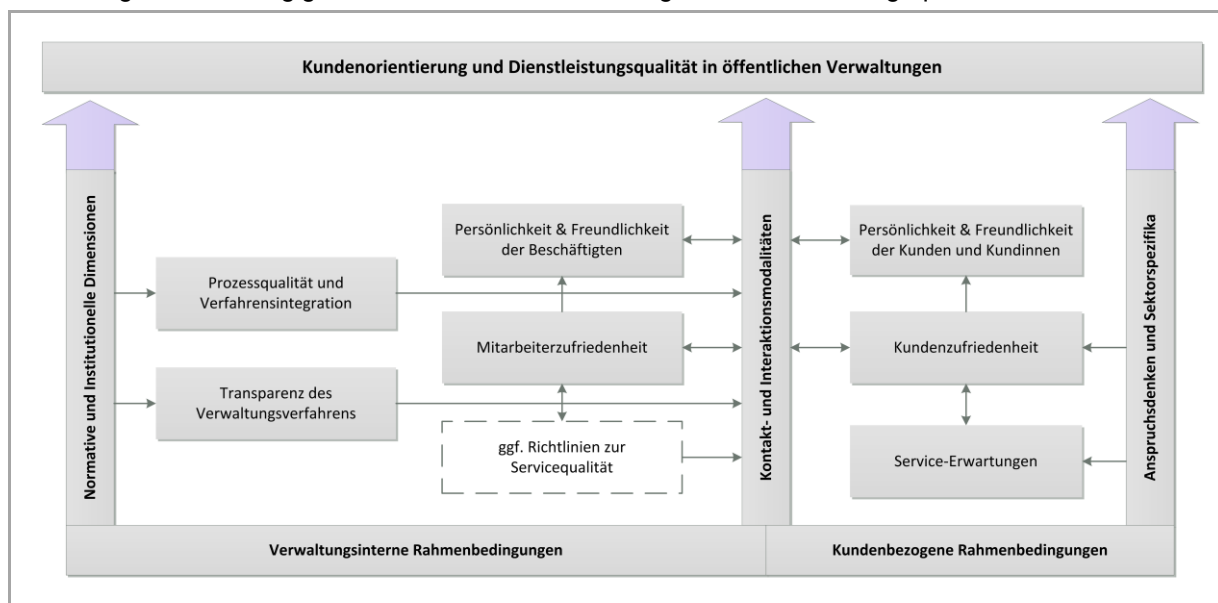 Kundenorientierung und Dienstleistungsqualität in öffentlichen Verwaltungen
Normative und Institutionelle Dimensionen
Prozessqualität und
Verfahrensintegration
Transparenz des
Verwaltungsverfahrens
Persönlichkeit & Freundlichkeit
der Beschäftigten
Mitarbeiterzufriedenheit
ggf. Richtlinien zur
Servicequalität
Kontakt- und Interaktionsmodalitäten
Persönlichkeit & Freundlichkeit
der Kunden und Kundinnen
Kundenzufriedenheit
Service-Erwartungen
Anspruchsdenken und Sektorspezifika
Verwaltungsinterne Rahmenbedingungen
Kundenbezogene Rahmenbedingungen